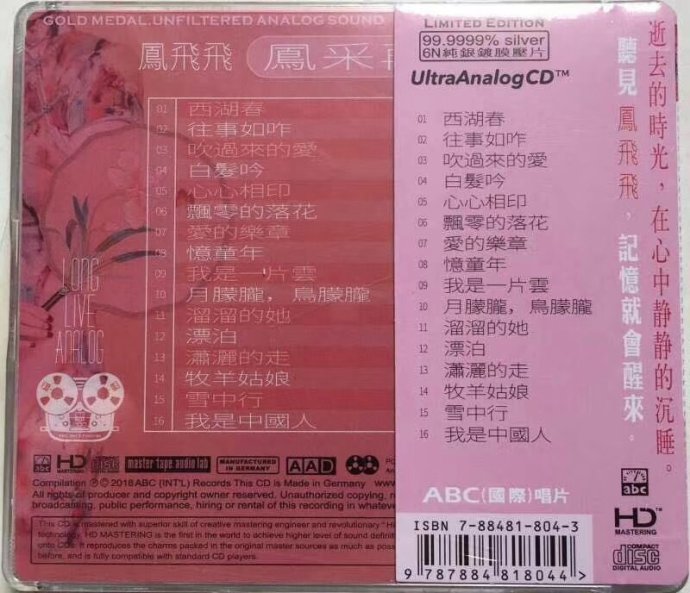 GOLD MEDAL.UNFILTERED ANALOG SOUND
鳳飛飛
鳳采
01 西湖春
02 往事如昨
03 吹過來的愛
04 白髮吟
05 心心相印
06 飄零的落花
07 愛的樂章
08 憶童年
09 我是一片雲
10 月朦朧，鳥朦朧
11 溜溜的她
12 漂泊
13 瀟灑的走
14 牧羊姑娘
15 雪中行
16 我是中國人
LONG
LIVE
ANALOG
abc
HD
MASTERING
COMPACT
disc
DIGITAL AUDIO
master tape audio lab
MANUFACTURED
IN GERMANY
AAD
Compilation ⓅⒸ 2018 ABC (INT'L) Records This CD is Made in Germany
All rights of producer and copyright owner reserved. Unauthorized copying,
broadcasting, public performance, hiring or rental of this recording in
This CD is mastered with superior skill of creative mastering engineer and revolutionary
technology. HD MASTERING is the first in the world to achieve higher level of sound
onto CDs. It reproduces the charms packed in the original master sources as much as
before, and is fully compatible with standard CD players.
LIMITED EDITION
99.9999% silver
6N純銀鍍膜压片
UltraAnalogCD™
01 西湖春
02 往事如咋
03 吹過來的愛
04 白髮吟
05 心心相印
06 飄零的落花
07 愛的樂章
08 憶童年
09 我是一片雲
10 月朦朧，鳥朦朧
11 溜溜的她
12 漂泊
13 瀟灑的走
14 牧羊姑娘
15 雪中行
16 我是中國人
ABC(國際)唱片
ISBN 7-88481-804-3
9 787884 818044 >
逝去的時光，在心中静静的沉睡。
聽見鳳飛飛，記憶就會醒來。
abc
HD™
MASTERING
COMPACT
disc
DIGITAL AUDIO